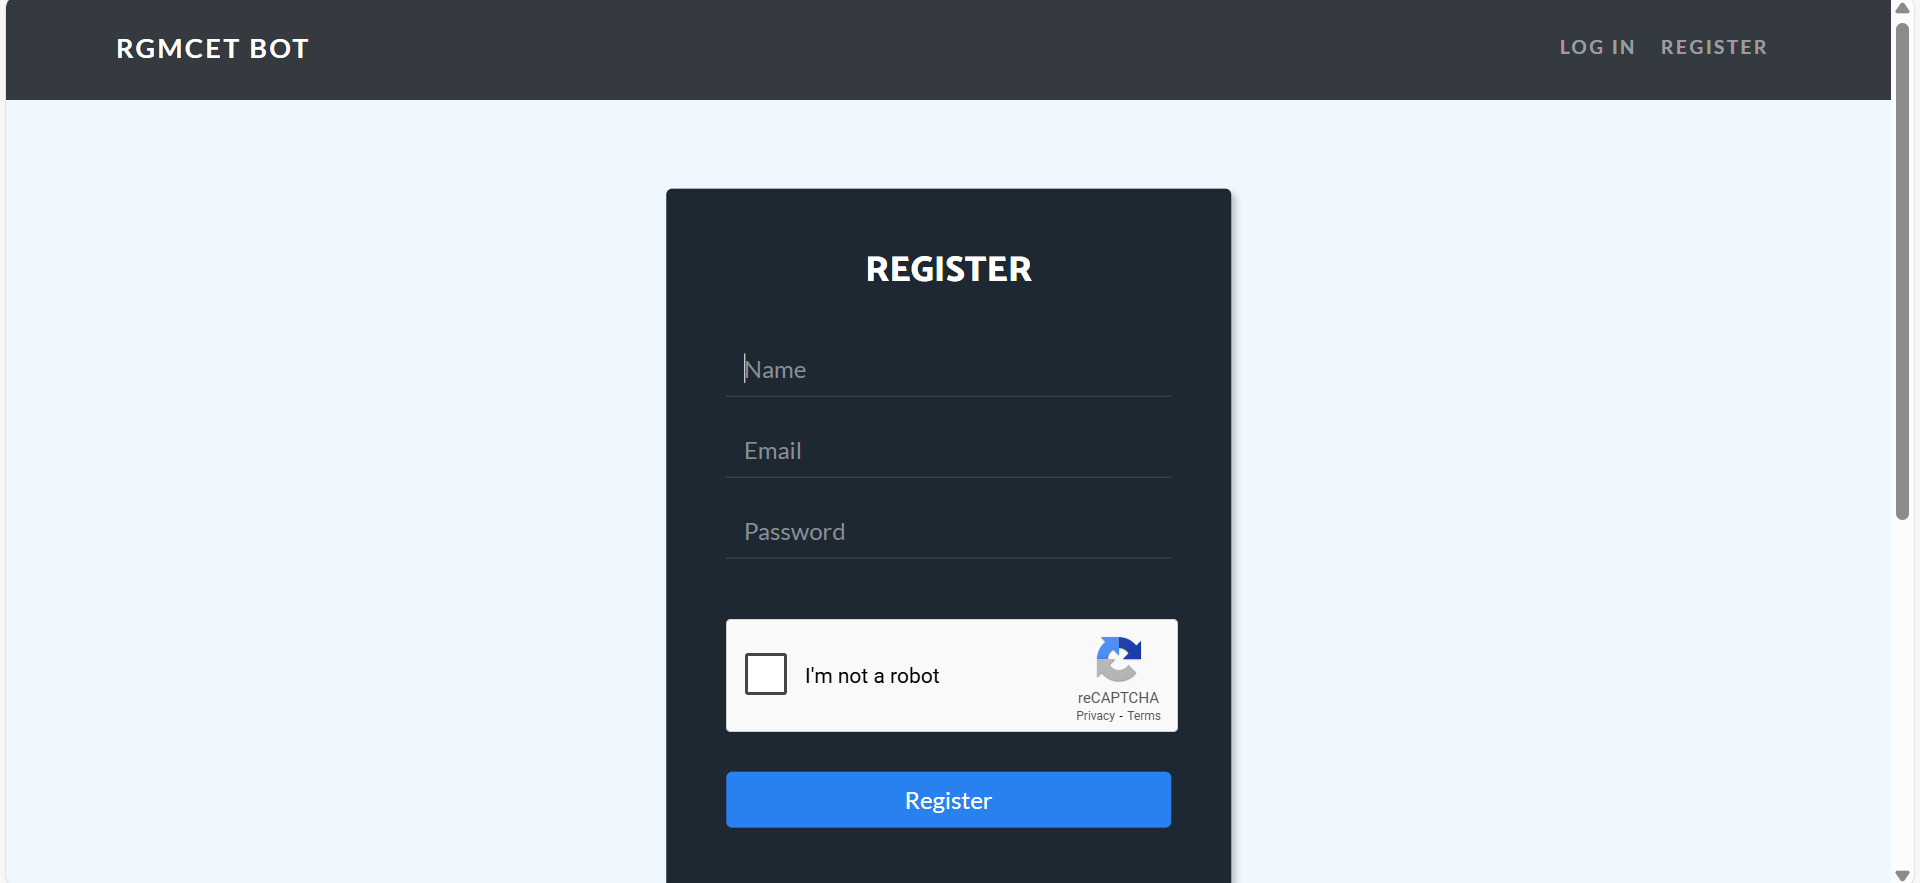 RGMCET BOT
LOG IN REGISTER
REGISTER
Name
Email
Password
I'm not a robot
reCAPTCHA
Privacy - Terms
Register